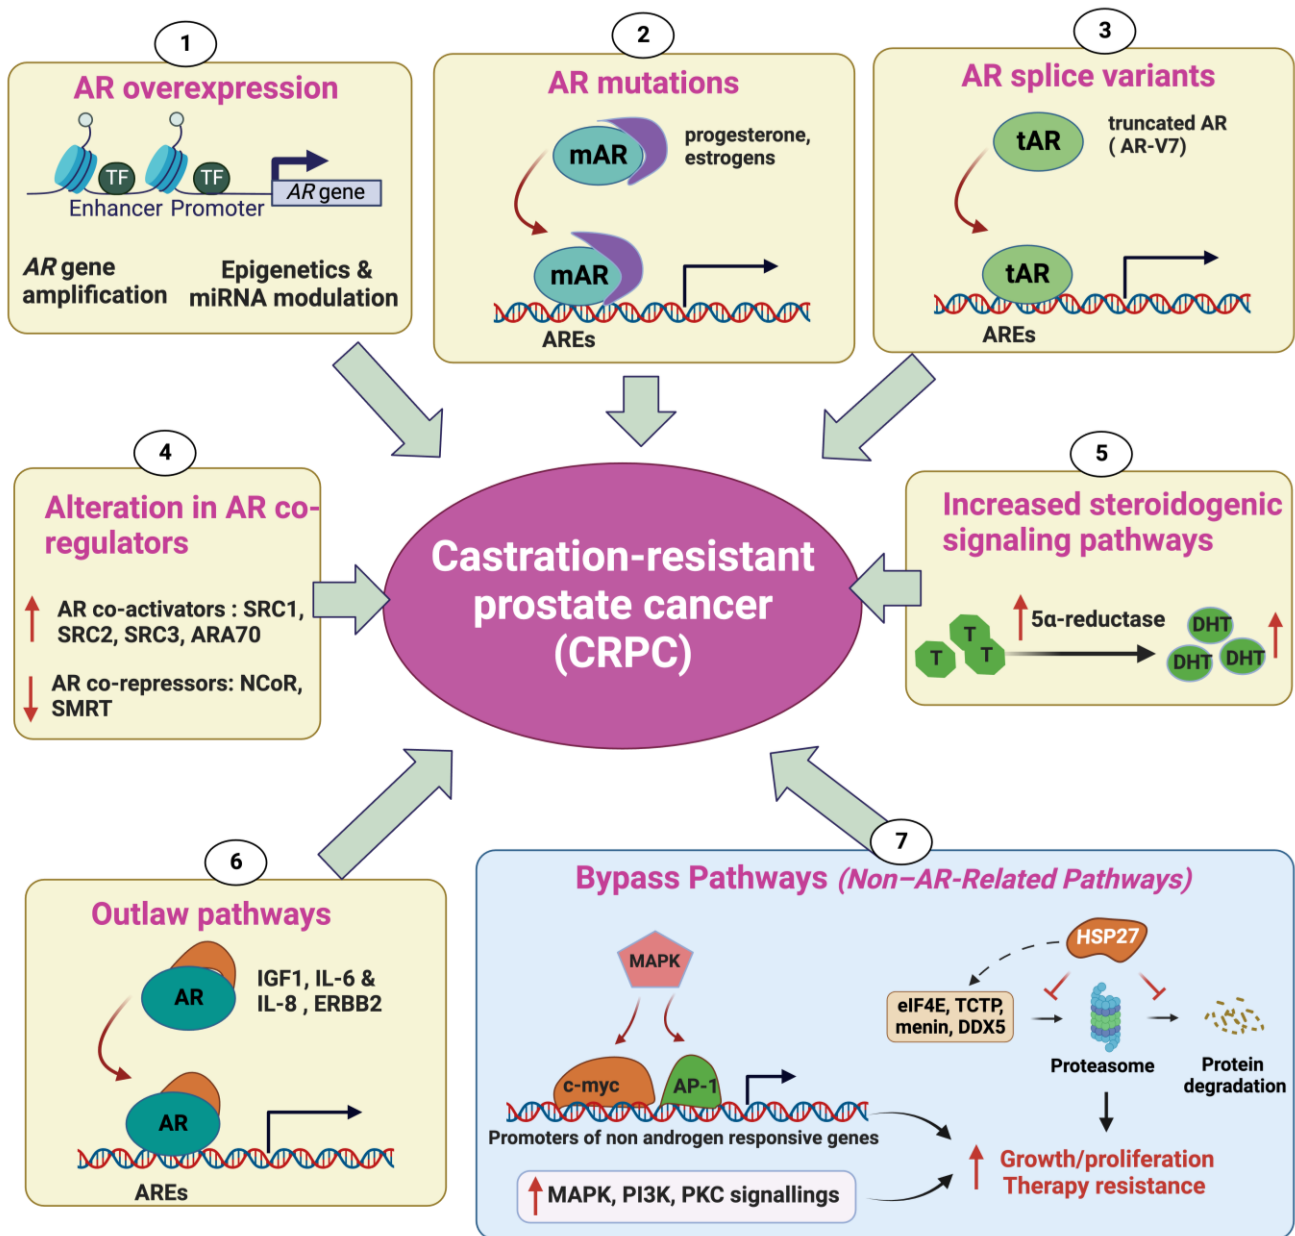 1
AR overexpression
TF
TF
AR gene
Enhancer Promoter
AR gene
amplification
Epigenetics &
miRNA modulation
2
AR mutations
mAR
progesterone,
estrogens
mAR
AREs
3
AR splice variants
tAR
truncated AR
( AR-V7)
tAR
AREs
4
Alteration in AR co-
regulators
AR co-activators : SRC1,
SRC2, SRC3, ARA70
AR co-repressors: NCoR,
SMRT
Castration-resistant
prostate cancer
(CRPC)
5
Increased steroidogenic
signaling pathways
5α-reductase
T
T
T
DHT
DHT
DHT
6
Outlaw pathways
AR
IGF1, IL-6 &
IL-8 , ERBB2
AR
AREs
7
Bypass Pathways (Non–AR-Related Pathways)
MAPK
c-myc
AP-1
Promoters of non androgen responsive genes
MAPK, PI3K, PKC signallings
HSP27
eIF4E, TCTP,
menin, DDX5
Proteasome
Protein
degradation
Growth/proliferation
Therapy resistance